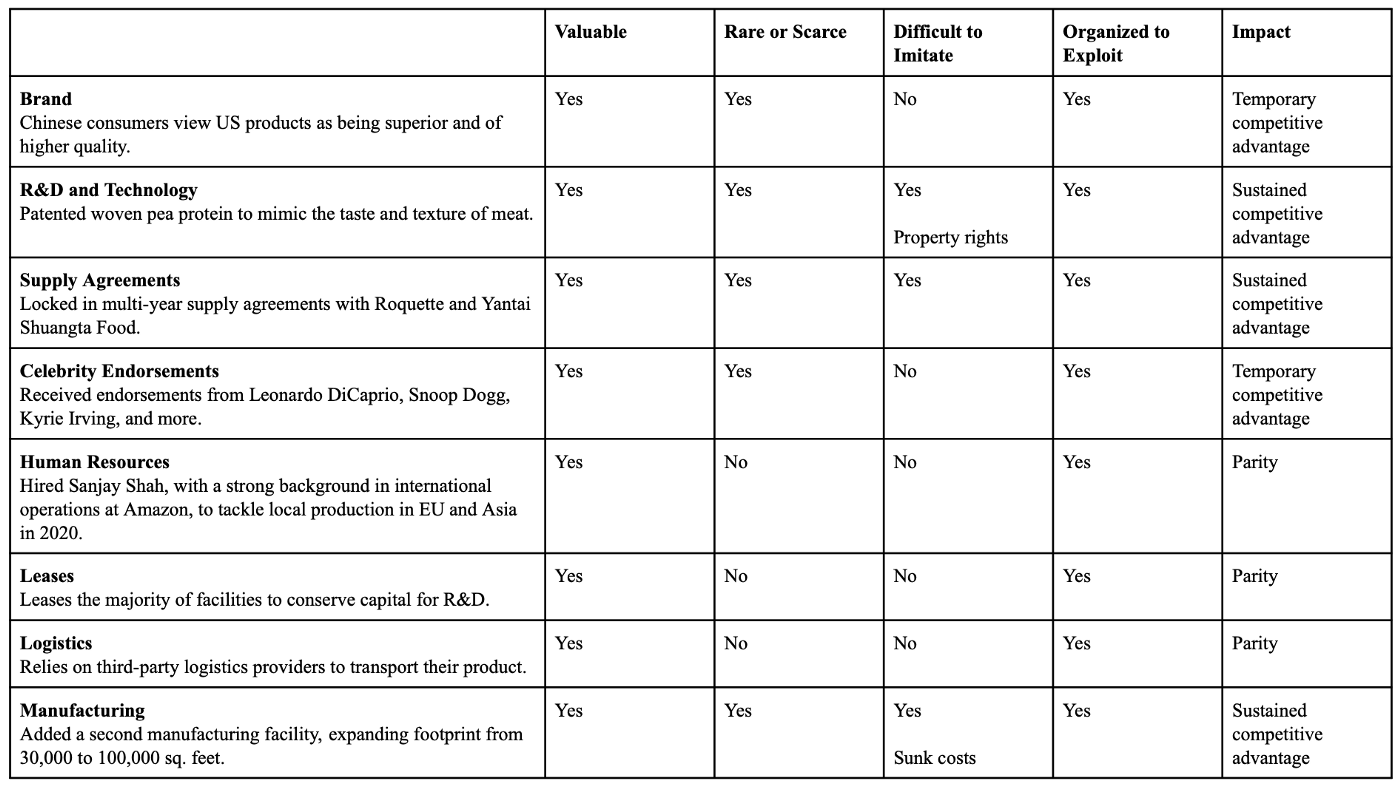 Valuable Rare or Scarce Difficult to Imitate Organized to Exploit Impact
Brand
Chinese consumers view US products as being superior and of
higher quality.
Yes
Yes
No
Yes
Temporary
competitive
advantage
R&D and Technology
Patented woven pea protein to mimic the taste and texture of meat.
Yes
Yes
Yes
Property rights
Yes
Sustained
competitive
advantage
Supply Agreements
Locked in multi-year supply agreements with Roquette and Yantai
Shuangta Food.
Yes
Yes
Yes
Yes
Sustained
competitive
advantage
Celebrity Endorsements
Received endorsements from Leonardo DiCaprio, Snoop Dogg,
Kyrie Irving, and more.
Yes
Yes
No
Yes
Temporary
competitive
advantage
Human Resources
Hired Sanjay Shah, with a strong background in international
operations at Amazon, to tackle local production in EU and Asia
in 2020.
Yes
No
No
Yes
Parity
Leases
Leases the majority of facilities to conserve capital for R&D.
Yes
No
No
Yes
Parity
Logistics
Relies on third-party logistics providers to transport their product.
Yes
No
No
Yes
Parity
Manufacturing
Added a second manufacturing facility, expanding footprint from
30,000 to 100,000 sq. feet.
Yes
Yes
Yes
Sunk costs
Yes
Sustained
competitive
advantage